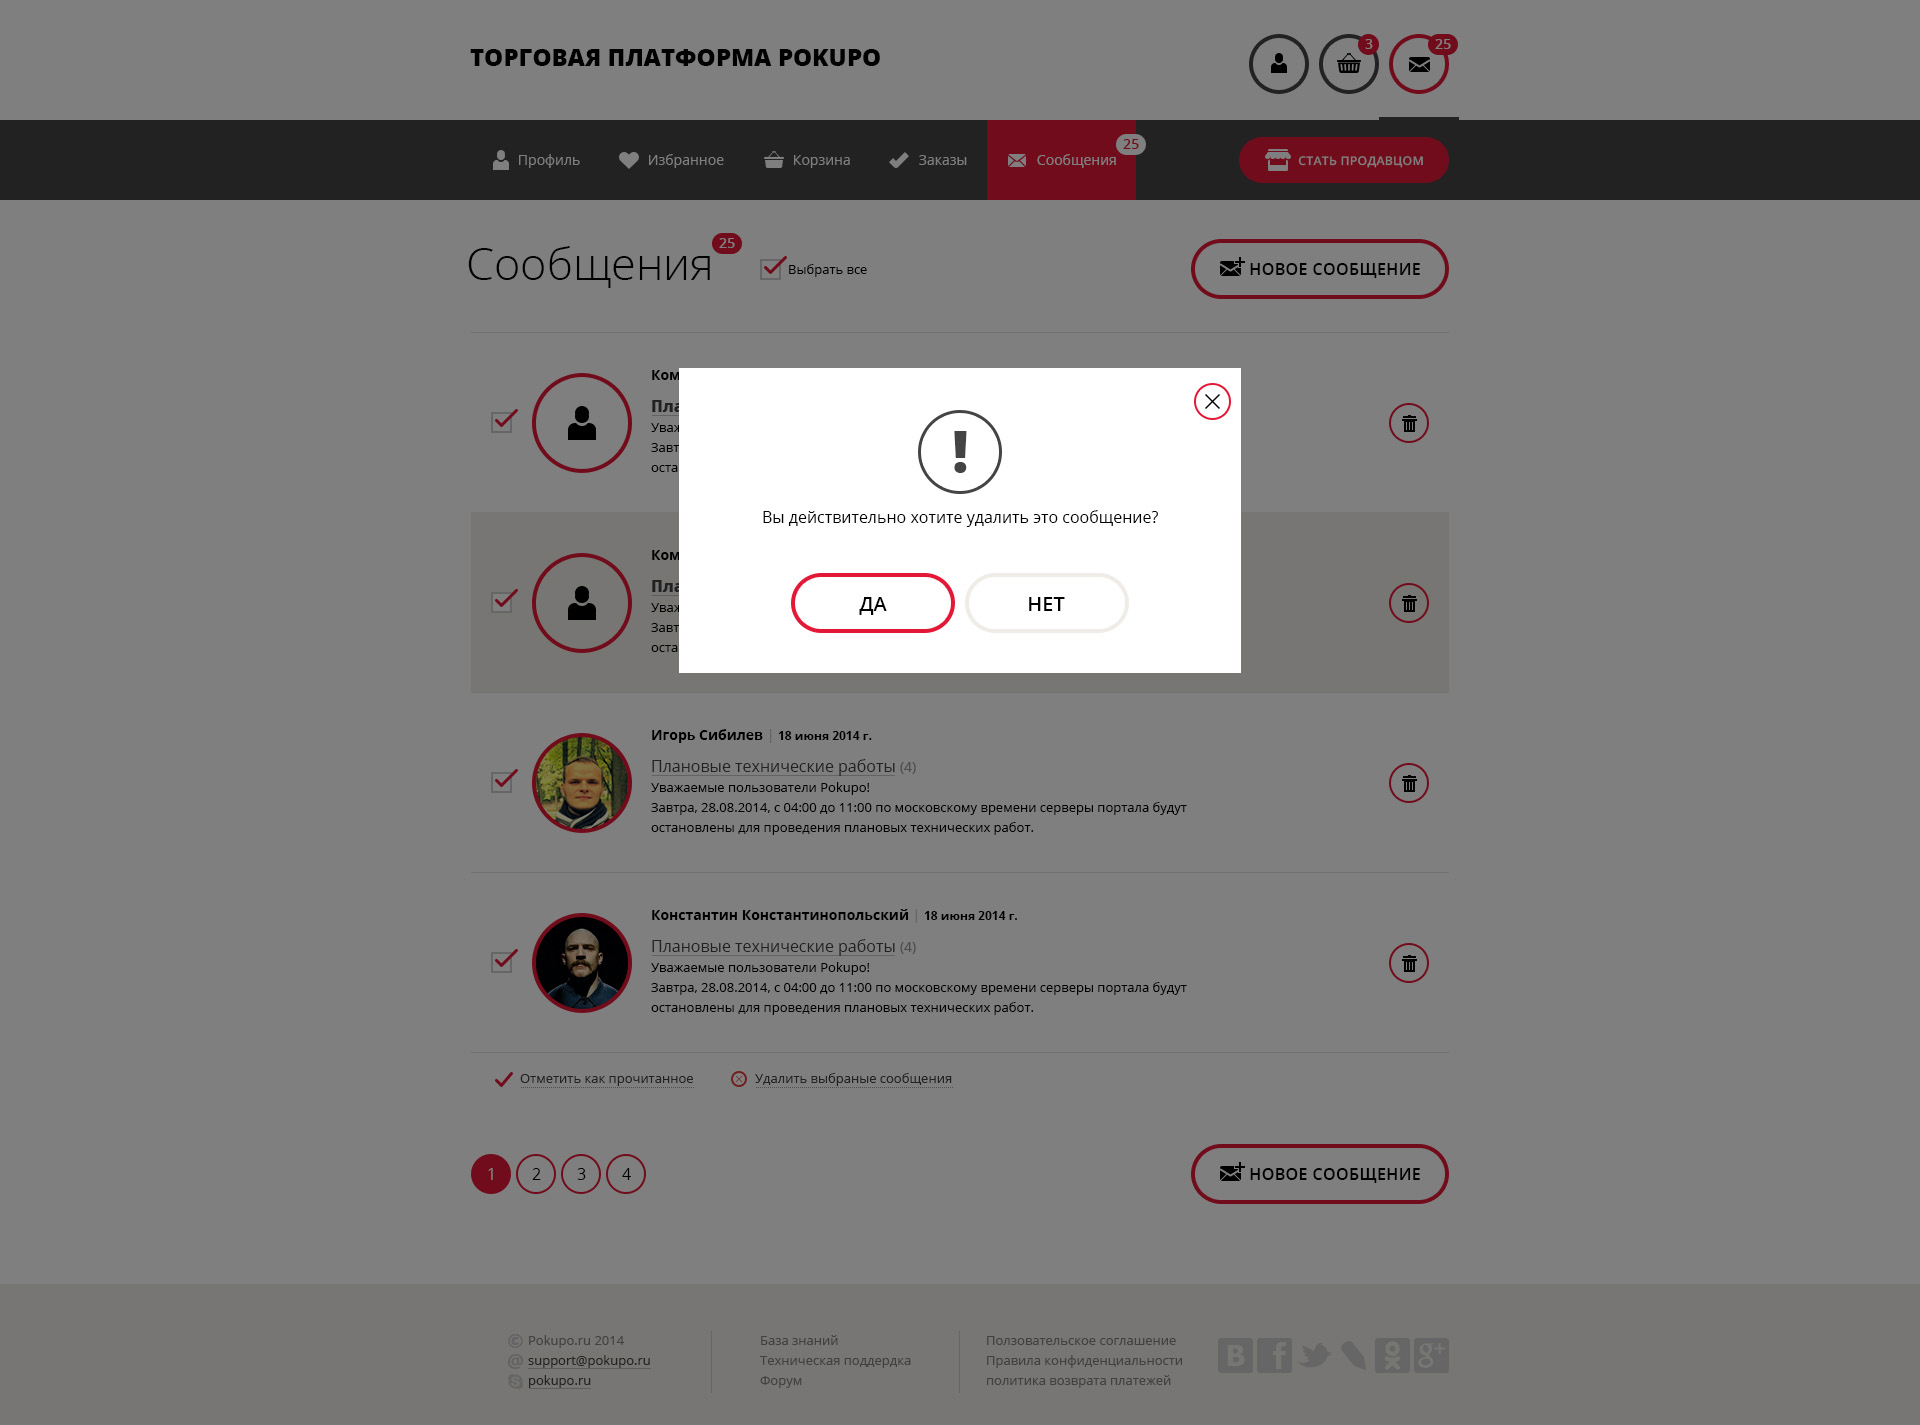 ТОРГОВАЯ ПЛАТФОРМА POKUPO
3
25
Профиль
Избранное
Корзина
Заказы
Сообщения
25
СТАТЬ ПРОДАВЦОМ
Сообщения
25
Выбрать все
НОВОЕ СООБЩЕНИЕ
Ком
Пла
Уваж
Завт
оста
Вы действительно хотите удалить это сообщение?
ДА
НЕТ
Ком
Пла
Уваж
Завт
оста
Игорь Сибилев | 18 июня 2014 г.
Плановые технические работы (4)
Уважаемые пользователи Pokupo!
Завтра, 28.08.2014, с 04:00 до 11:00 по московскому времени серверы портала будут
остановлены для проведения плановых технических работ.
Константин Константинопольский | 18 июня 2014 г.
Плановые технические работы (4)
Уважаемые пользователи Pokupo!
Завтра, 28.08.2014, с 04:00 до 11:00 по московскому времени серверы портала будут
остановлены для проведения плановых технических работ.
Отметить как прочитанное
Удалить выбраные сообщения
1 2 3 4
НОВОЕ СООБЩЕНИЕ
© Pokupo.ru 2014
support@pokupo.ru
pokupo.ru
База знаний
Техническая поддердка
Форум
Ползовательское соглашение
Правила конфиденциальности
политика возврата платежей